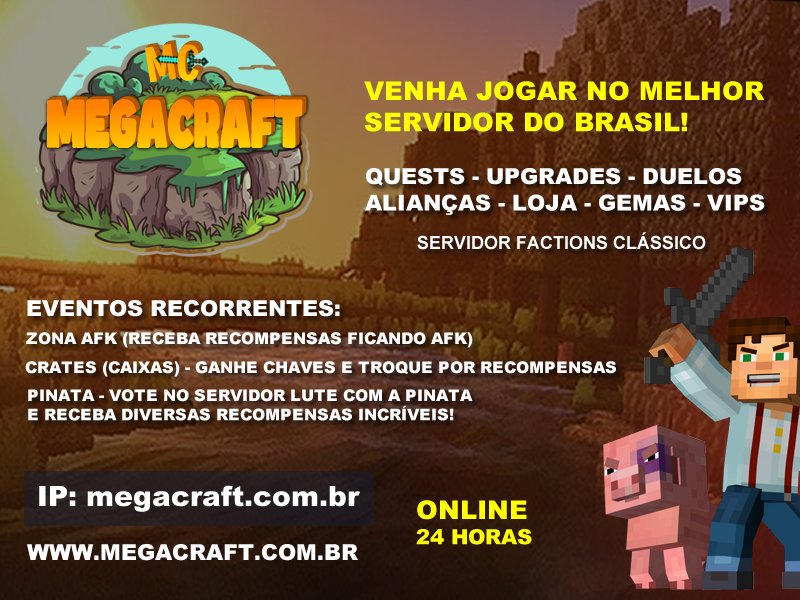 MC
MEGACRAFT
VENHA JOGAR NO MELHOR
SERVIDOR DO BRASIL!
QUESTS - UPGRADES - DUELOS
ALIANÇAS - LOJA - GEMAS - VIPS
SERVIDOR FACTIONS CLÁSSICO
EVENTOS RECORRENTES:
ZONA AFK (RECEBA RECOMPENSAS FICANDO AFK)
CRATES (CAIXAS) - GANHE CHAVES E TROQUE POR RECOMPENSAS
PINATA - VOTE NO SERVIDOR LUTE COM A PINATA
E RECEBA DIVERSAS RECOMPENSAS INCRÍVEIS!
IP: megacraft.com.br
ONLINE
24 HORAS
WWW.MEGACRAFT.COM.BR